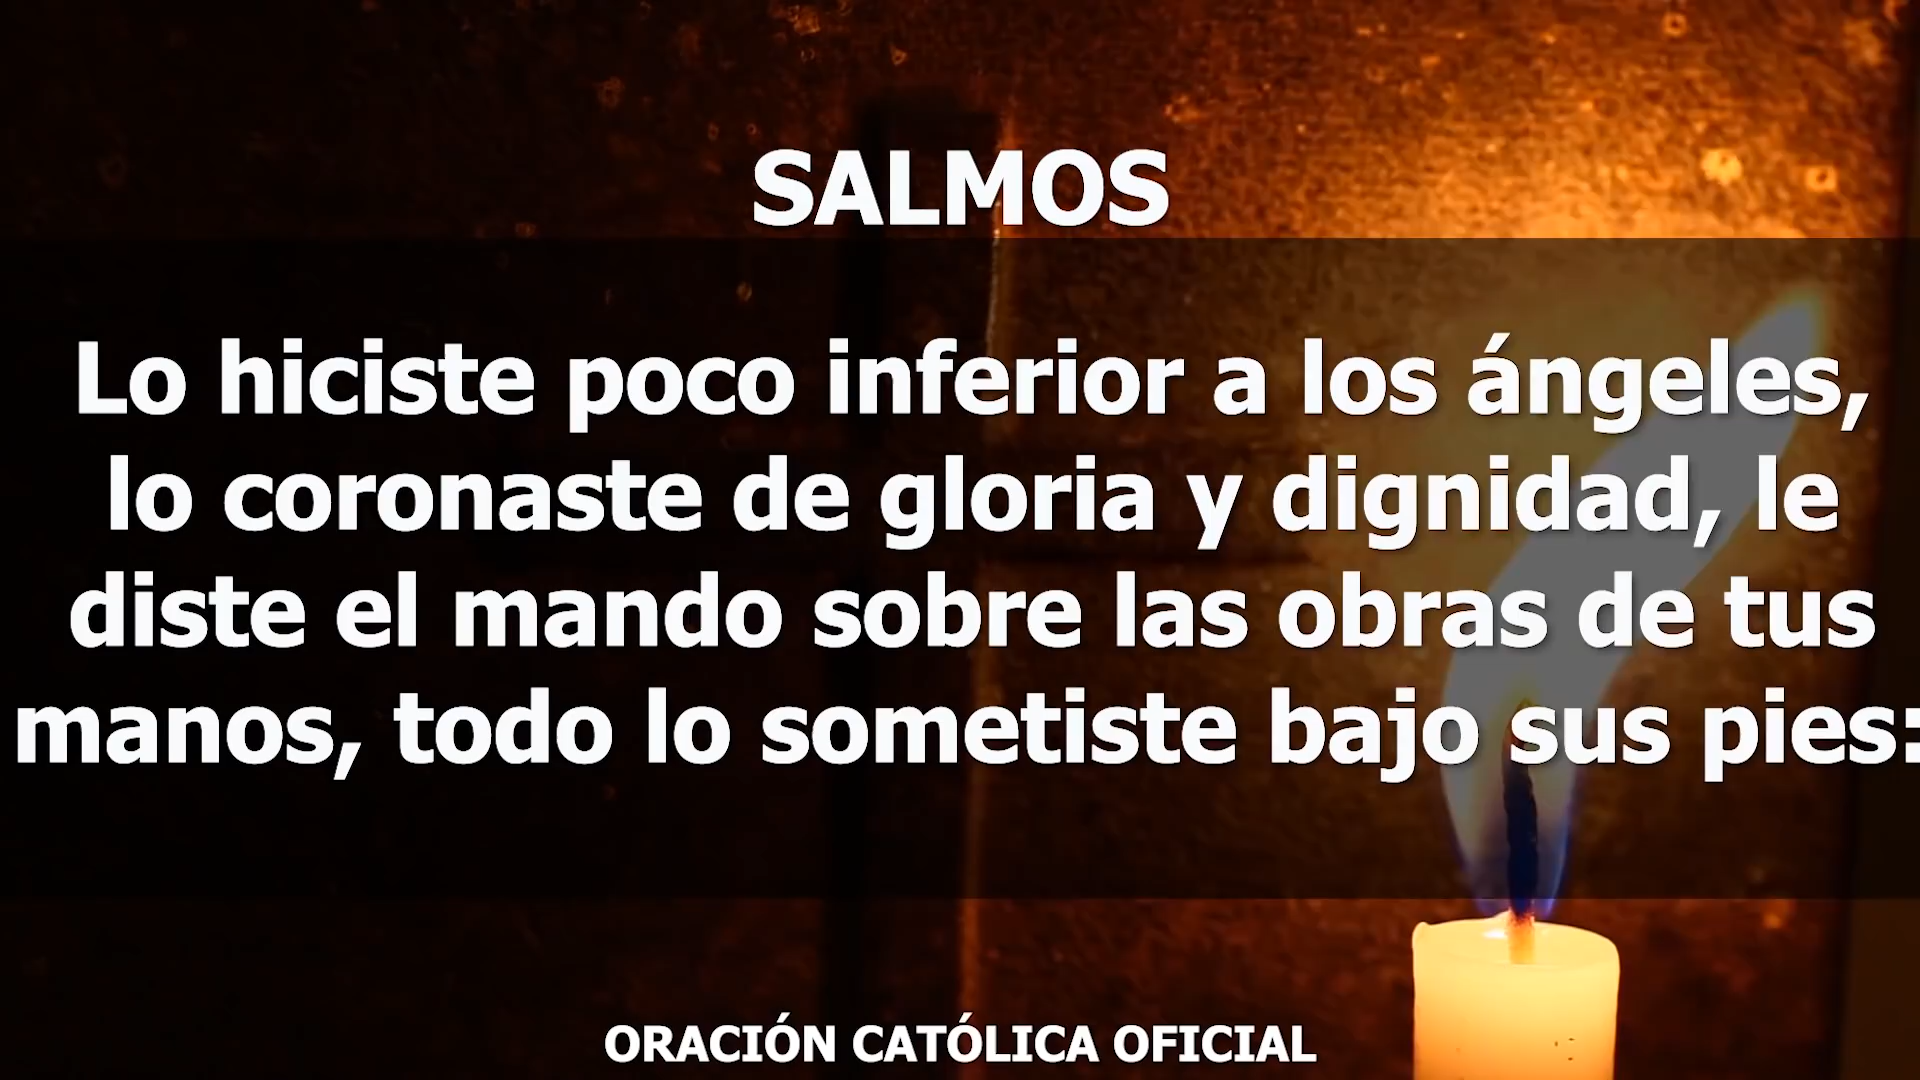 SALMOS
Lo hiciste poco inferior a los ángeles,
lo coronaste de gloria y dignidad, le
diste el mando sobre las obras de tus
manos, todo lo sometiste bajo sus pies:
ORACIÓN CATÓLICA OFICIAL